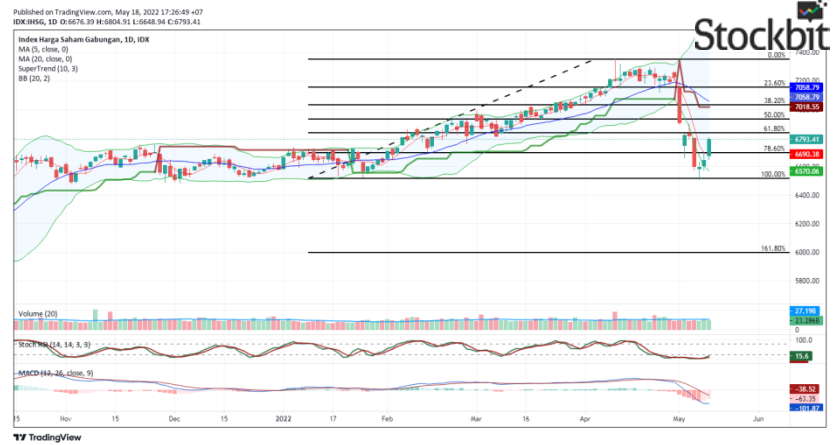 Published on TradingView.com, May 18, 2022 17:26:49 +07
IDX:IHSG, 1D O:6676.39 H:6804.91 L:6648.94 C:6793.41
Stockbit
Index Harga Saham Gabungan, 1D, IDX
MA (5, close, 0)
MA (20, close, 0)
SuperTrend (10, 3)
BB (20, 2)
0.00%
7400.00
7200.00
23.60%
7058.79
7058.79
38.20%
7018.55
50.00%
61.80%
6793.41
78.60%
6690.38
6570.06
100.00%
6400.00
6200.00
161.80%
6000.00
5800.00
Volume (20)
27.19B
23.286B
0
Stoch RSI (14, 14, 3, 3)
100.0
15.6
MACD (12, 26, close, 9)
-38.52
-63.35
-101.87
15 Nov 15 Dec 15 2022 17 Feb 15 Mar 15 Apr 15 May Jun
TradingView